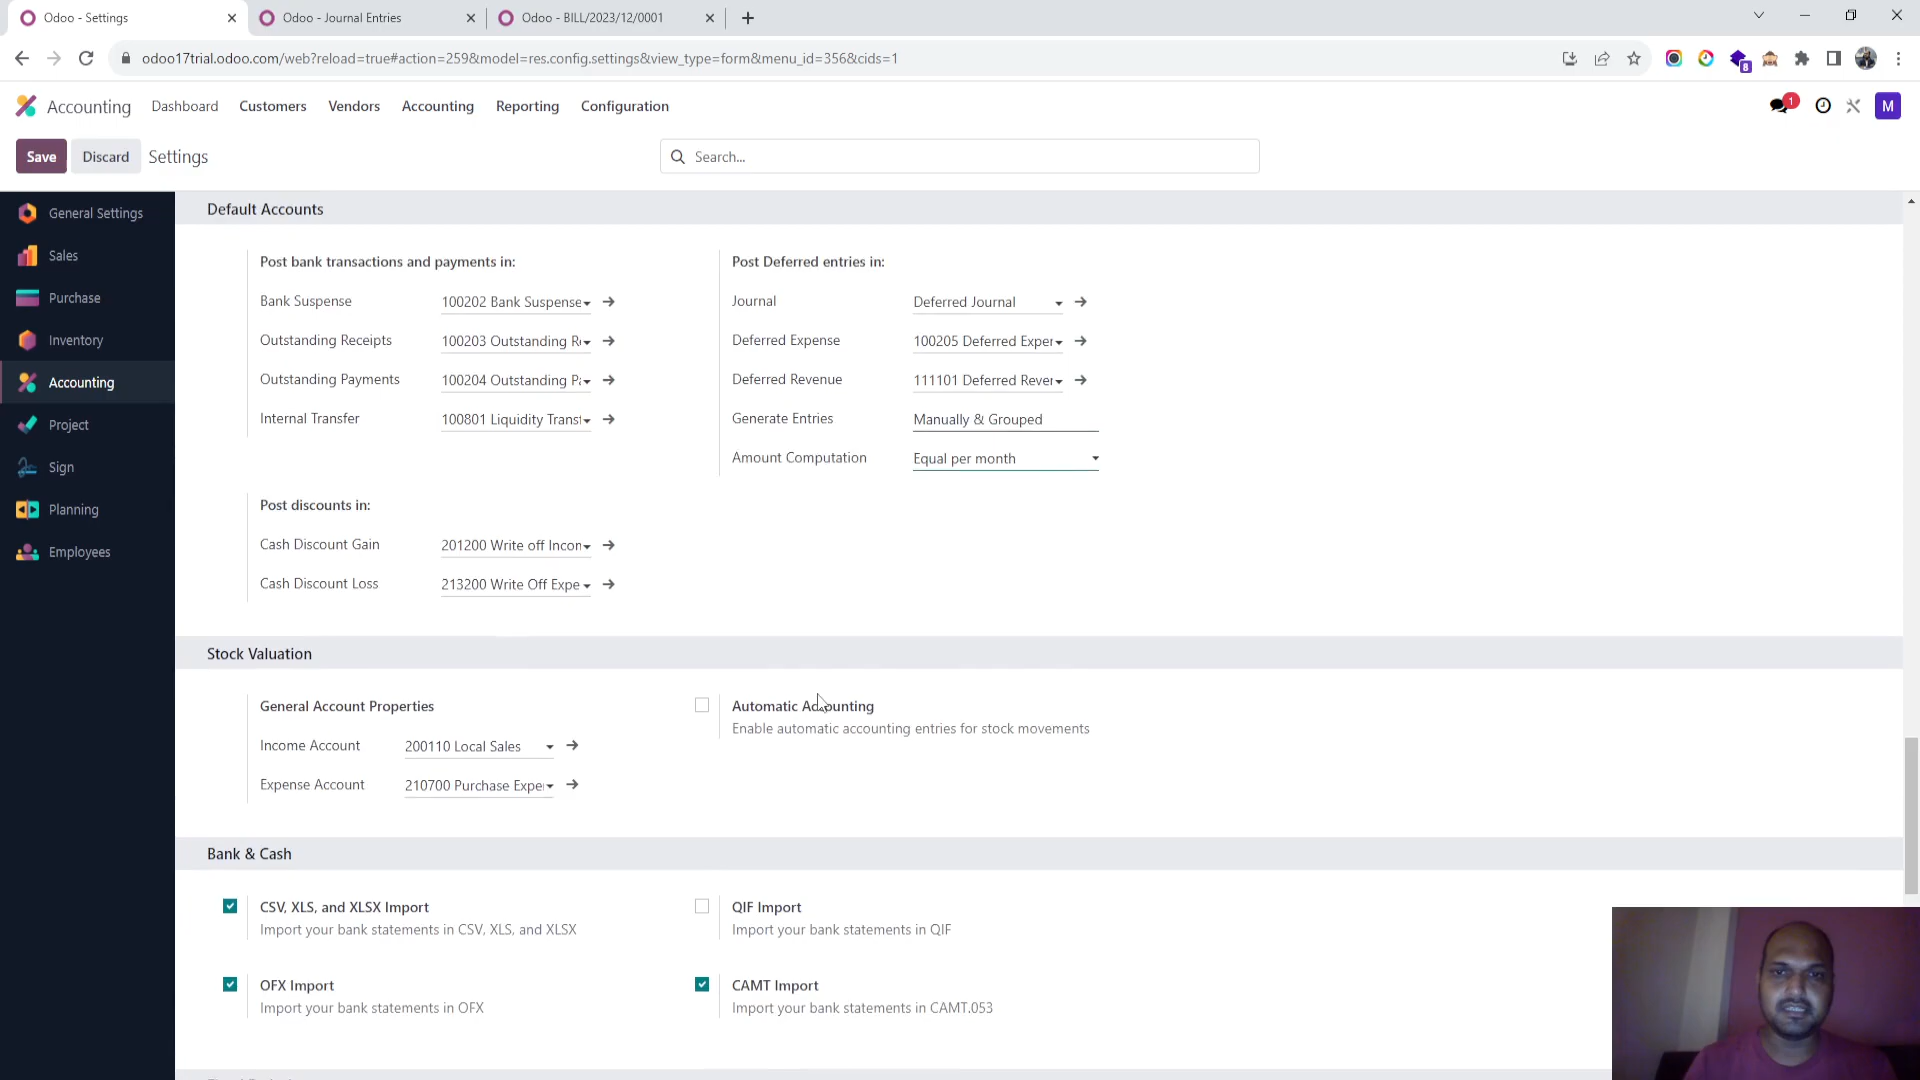 Odoo - Settings
Odoo - Journal Entries
Odoo - BILL/2023/12/0001
odoo17trial.odoo.com/web?reload=true#action=259&model=res.config.settings&view_type=form&menu_id=356&cids=1
8
Accounting Dashboard Customers Vendors Accounting Reporting Configuration
1
M
Save Discard Settings
Search...
General Settings
Sales
Purchase
Inventory
Accounting
Project
Sign
Planning
Employees
Default Accounts
Post bank transactions and payments in:
Bank Suspense 100202 Bank Suspense
Outstanding Receipts 100203 Outstanding R
Outstanding Payments 100204 Outstanding P
Internal Transfer 100801 Liquidity Trans
Post Deferred entries in:
Journal Deferred Journal
Deferred Expense 100205 Deferred Exper
Deferred Revenue 111101 Deferred Rever
Generate Entries Manually & Grouped
Amount Computation Equal per month
Post discounts in:
Cash Discount Gain 201200 Write off Incon
Cash Discount Loss 213200 Write Off Expe
Stock Valuation
General Account Properties
Income Account 200110 Local Sales
Expense Account 210700 Purchase Expe
Automatic Accounting
Enable automatic accounting entries for stock movements
Bank & Cash
CSV, XLS, and XLSX Import
Import your bank statements in CSV, XLS, and XLSX
QIF Import
Import your bank statements in QIF
OFX Import
Import your bank statements in OFX
CAMT Import
Import your bank statements in CAMT.053